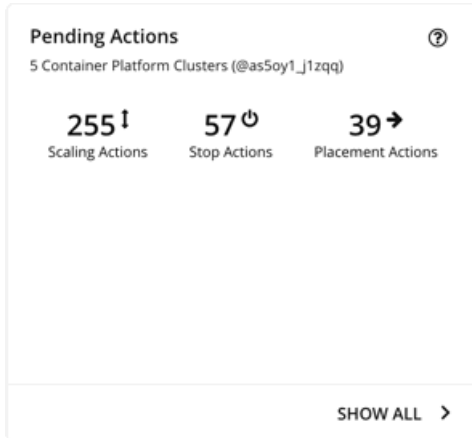 Pending Actions
5 Container Platform Clusters (@as5oy1_j1zqq)
255 57 39
Scaling Actions Stop Actions Placement Actions
SHOW ALL